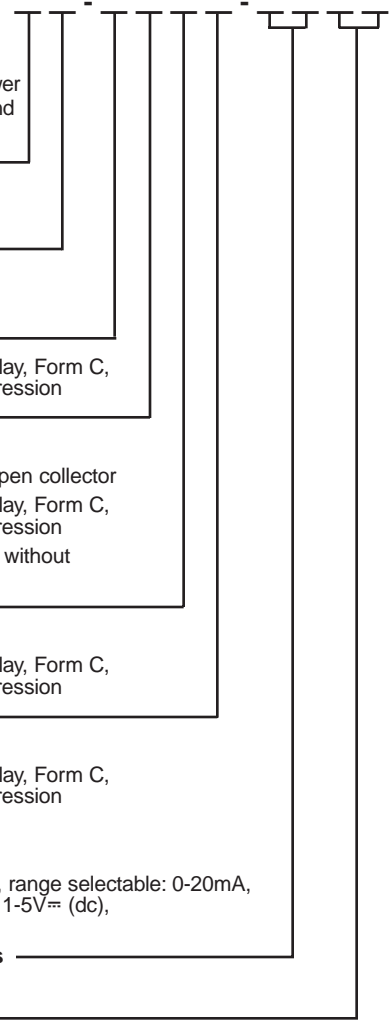 - -
wer
nd
lay, Form C,
ression
pen collector
lay, Form C,
ression
without
lay, Form C,
ression
lay, Form C,
ression
, range selectable: 0-20mA,
1-5V⎓ (dc),
s